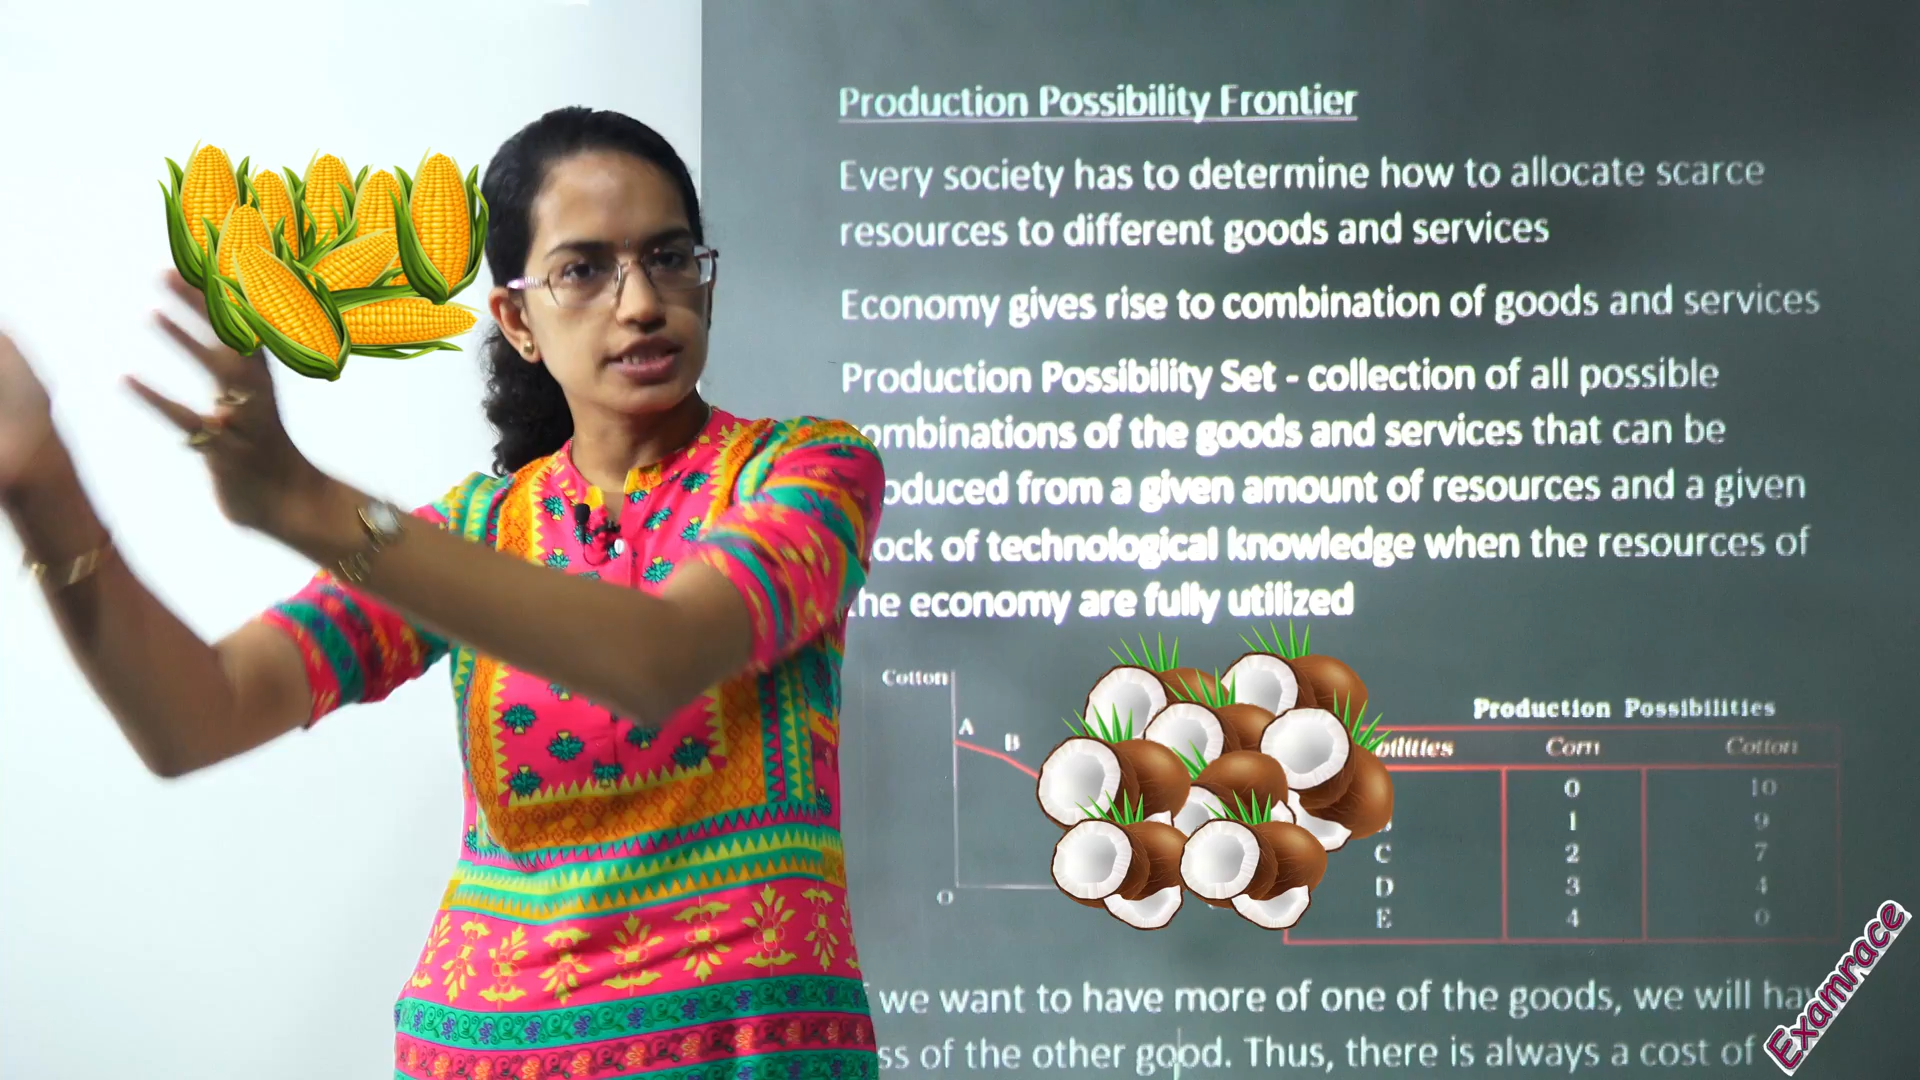 Production Possibility Frontier
Every society has to determine how to allocate scarce
resources to different goods and services
Economy gives rise to combination of goods and services
Production Possibility Set - collection of all possible
ombinations of the goods and services that can be
oduced from a given amount of resources and a given
ock of technological knowledge when the resources of
he economy are fully utilized
Cotton
A
B
O
Production Possibilities
Corn Cotton
0 10
1 9
C 2 7
D 3 4
E 4 0
we want to have more of one of the goods, we will hav
ss of the other good. Thus, there is always a cost of
Examrace